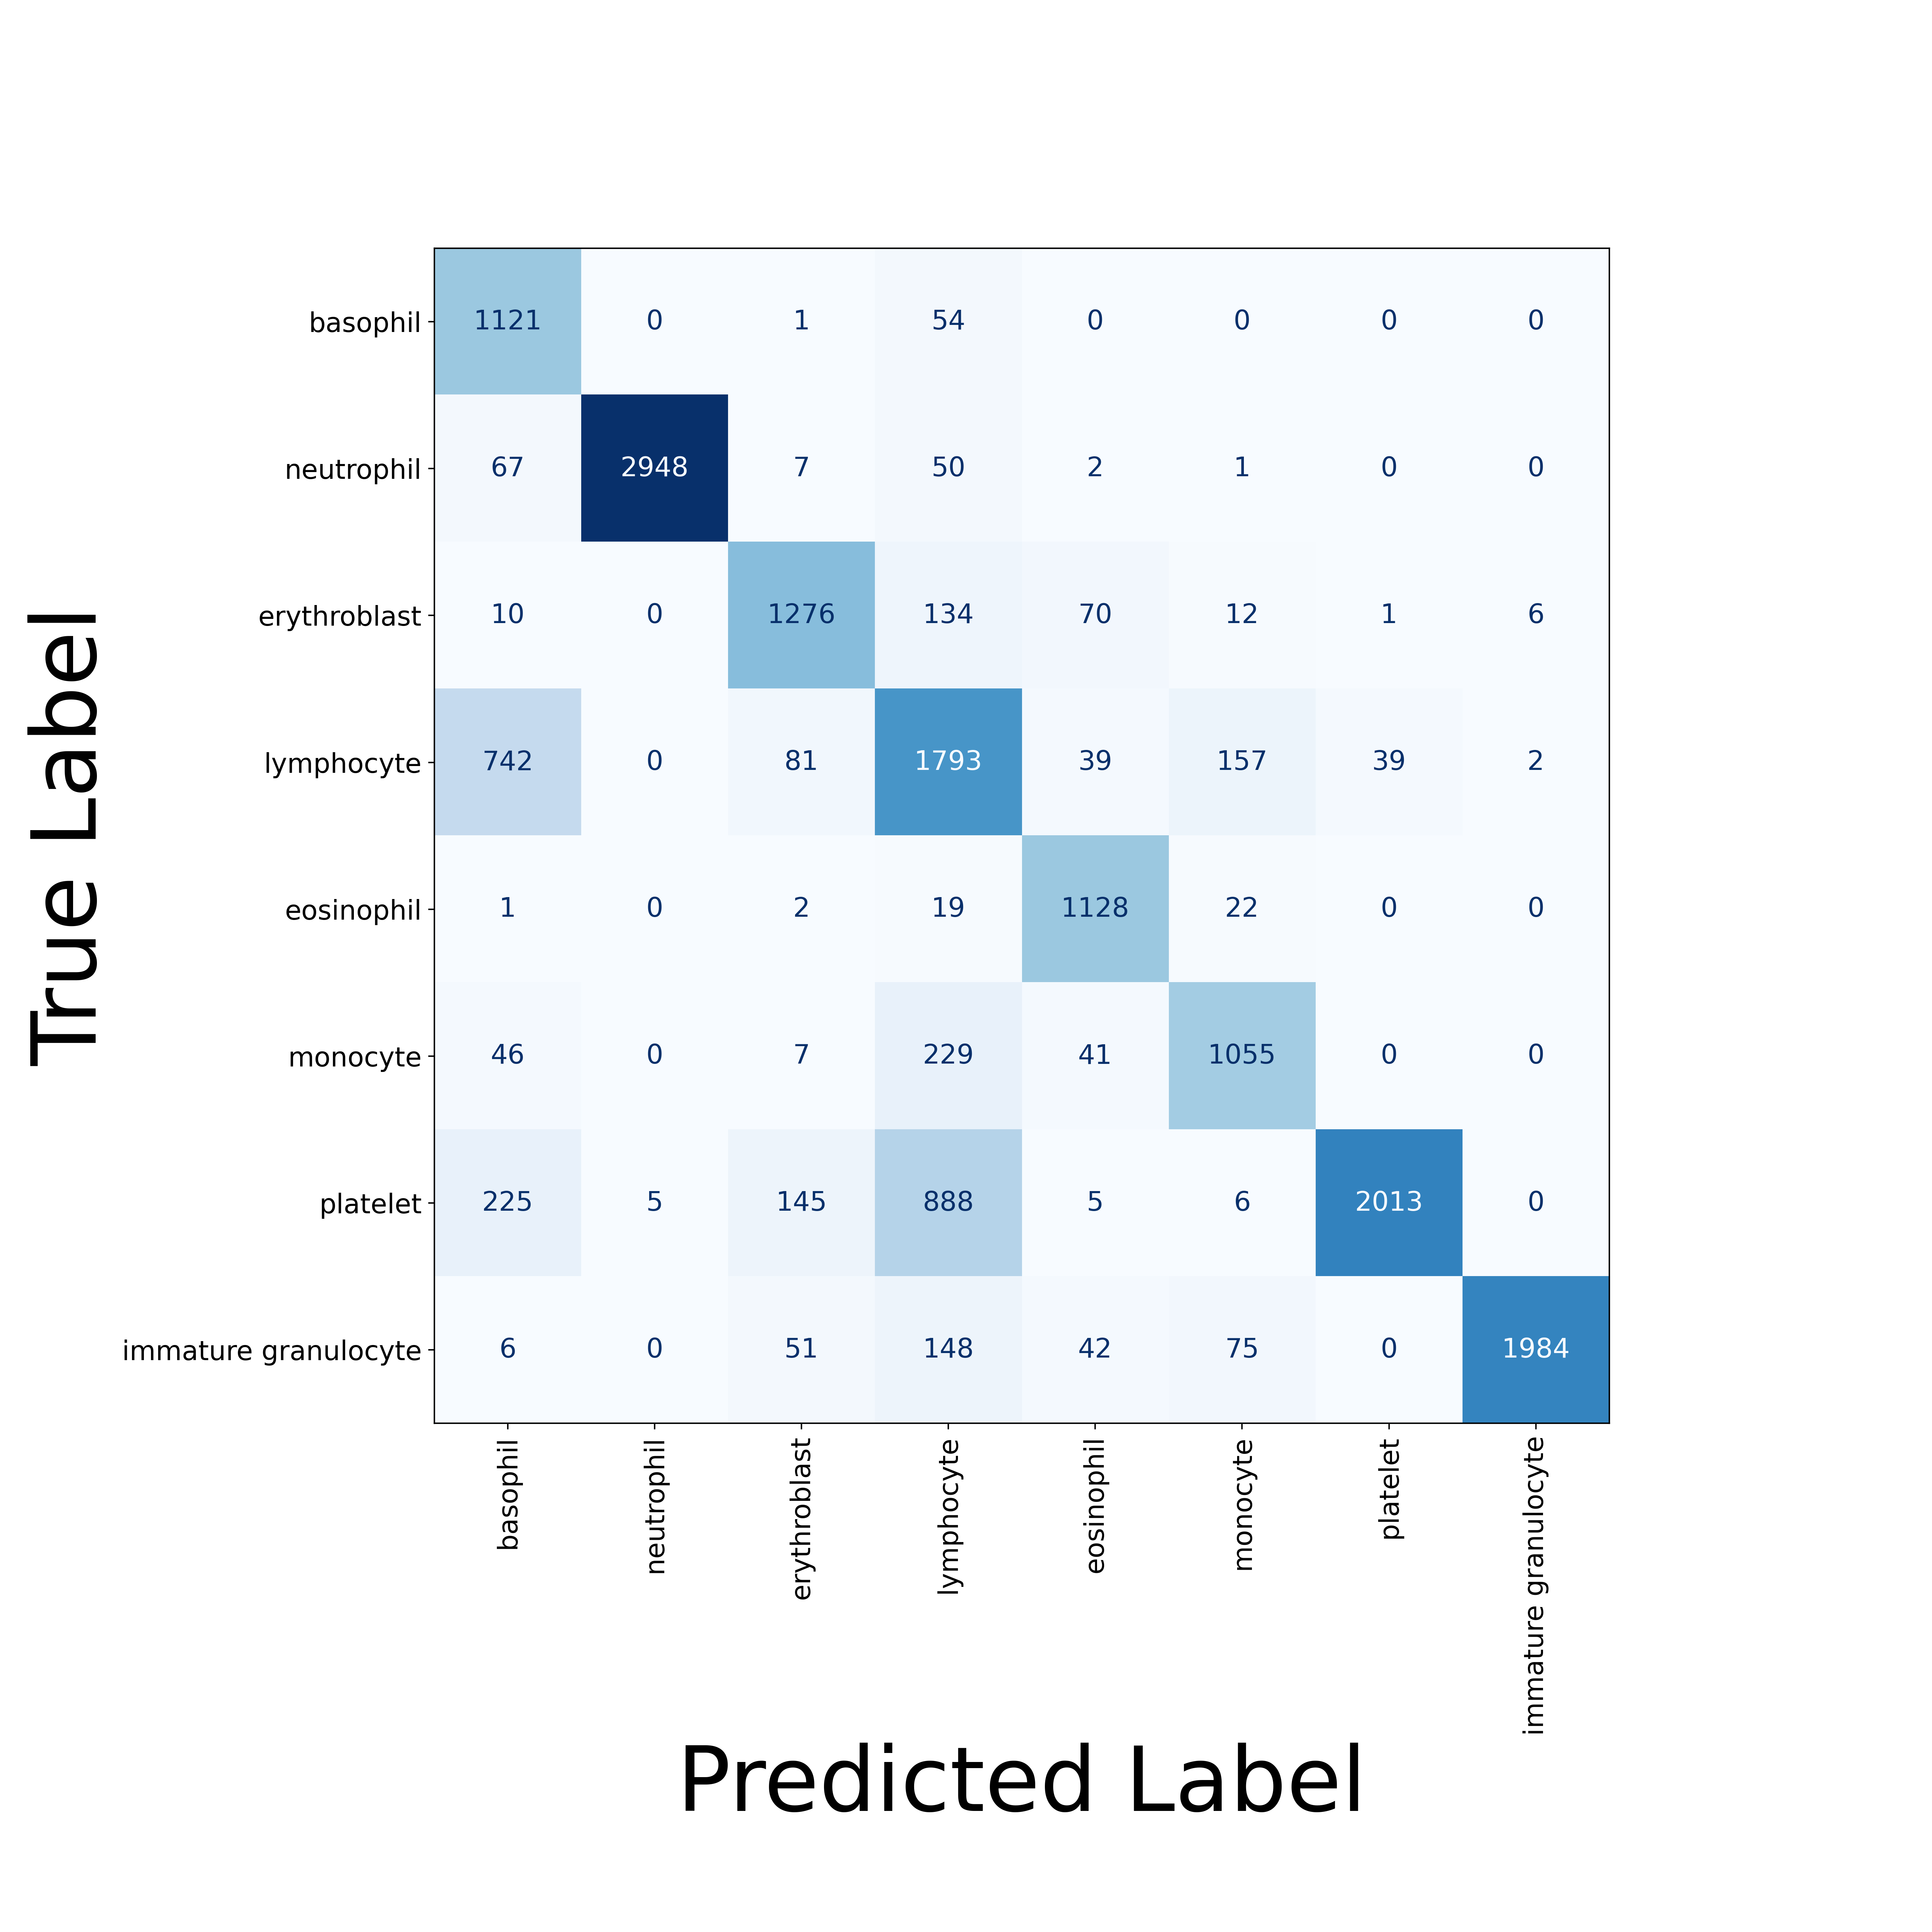 True Label
basophil 1121 0 1 54 0 0 0 0
neutrophil 67 2948 7 50 2 1 0 0
erythroblast 10 0 1276 134 70 12 1 6
lymphocyte 742 0 81 1793 39 157 39 2
eosinophil 1 0 2 19 1128 22 0 0
monocyte 46 0 7 229 41 1055 0 0
platelet 225 5 145 888 5 6 2013 0
immature granulocyte 6 0 51 148 42 75 0 1984
basophil
neutrophil
erythroblast
lymphocyte
eosinophil
monocyte
platelet
immature granulocyte
Predicted Label